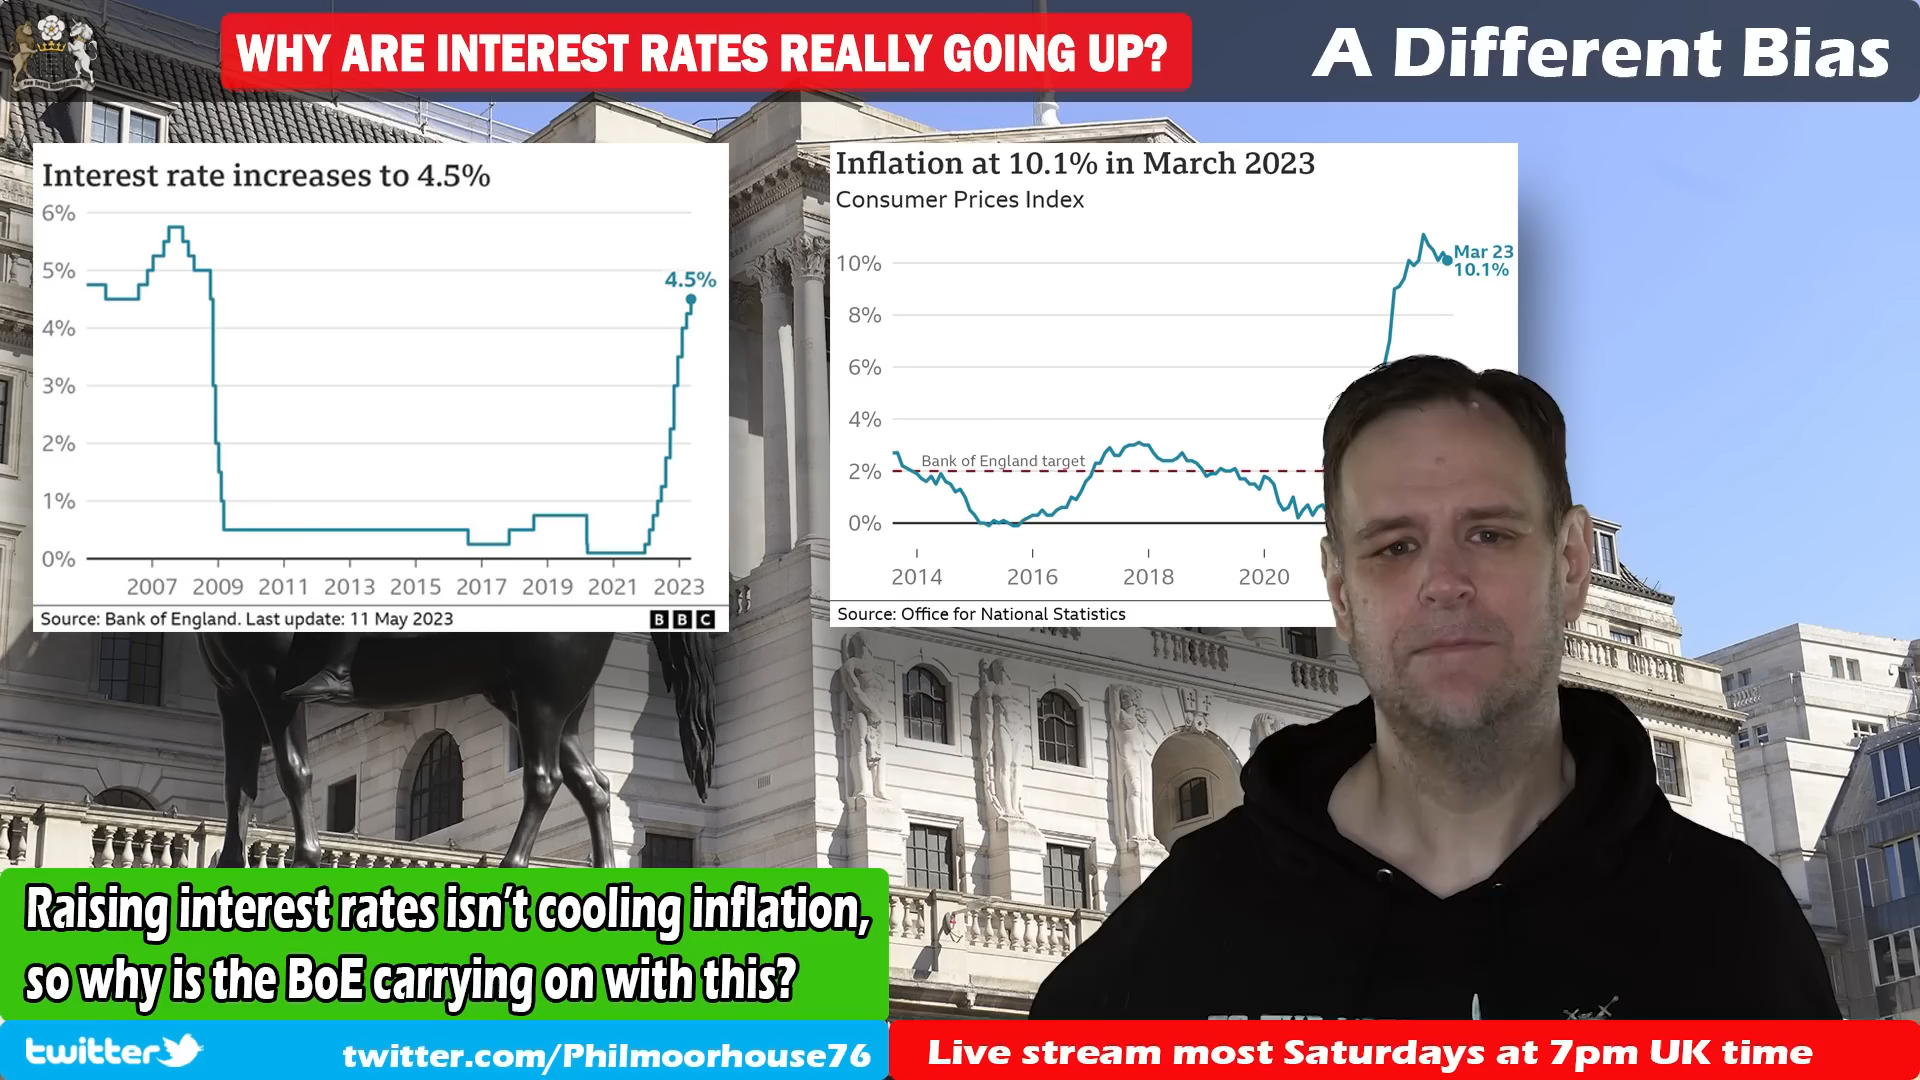 WHY ARE INTEREST RATES REALLY GOING UP?
A Different Bias
Interest rate increases to 4.5%
6%
5%
4.5%
4%
3%
2%
1%
0%
2007 2009 2011 2013 2015 2017 2019 2021 2023
Source: Bank of England. Last update: 11 May 2023
BBC
Inflation at 10.1% in March 2023
Consumer Prices Index
Mar 23
10.1%
10%
8%
6%
4%
Bank of England target
2%
0%
2014 2016 2018 2020
Source: Office for National Statistics
Raising interest rates isn't cooling inflation,
so why is the BoE carrying on with this?
twitter
twitter.com/Philmoorhouse76
Live stream most Saturdays at 7pm UK time